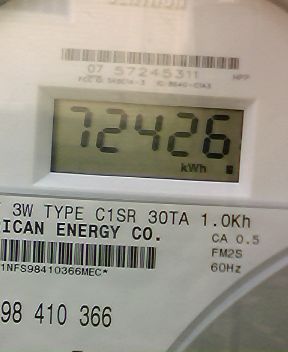 07 57245311
HPP
72426
kWh
3W TYPE C1SR 30TA 1.0Kh
ICAN ENERGY CO.
CA 0.5
FM2S
60Hz
1NFS98410366MEC*
98 410 366